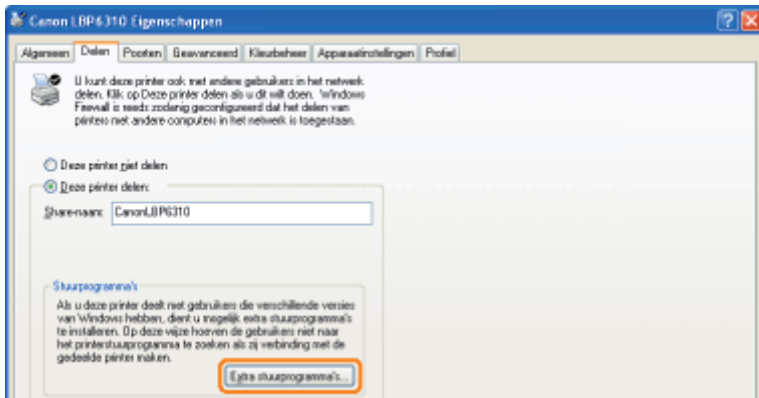 Canon LBP6310 Eigenschappen
Algemeen Delen Poorten Geavanceerd Kleurbeheer Apparaatinstellingen Profiel
U kunt deze printer ook met andere gebruikers in het netwerk
delen. Klik op Deze printer delen als u dit wilt doen. Windows
Firewall is reeds zodanig geconfigureerd dat het delen van
printers met andere computers in het netwerk is toegestaan.
Deze printer niet delen
Deze printer delen:
Share-naam: CanonLBP6310
Stuurprogramma's
Als u deze printer deelt met gebruikers die verschillende versies
van Windows hebben, dient u mogelijk extra stuurprogramma's
te installeren. Op deze wijze hoeven de gebruikers niet naar
het printerstuurprogramma te zoeken als zij verbinding met de
gedeelde printer maken.
Extra stuurprogramma's...